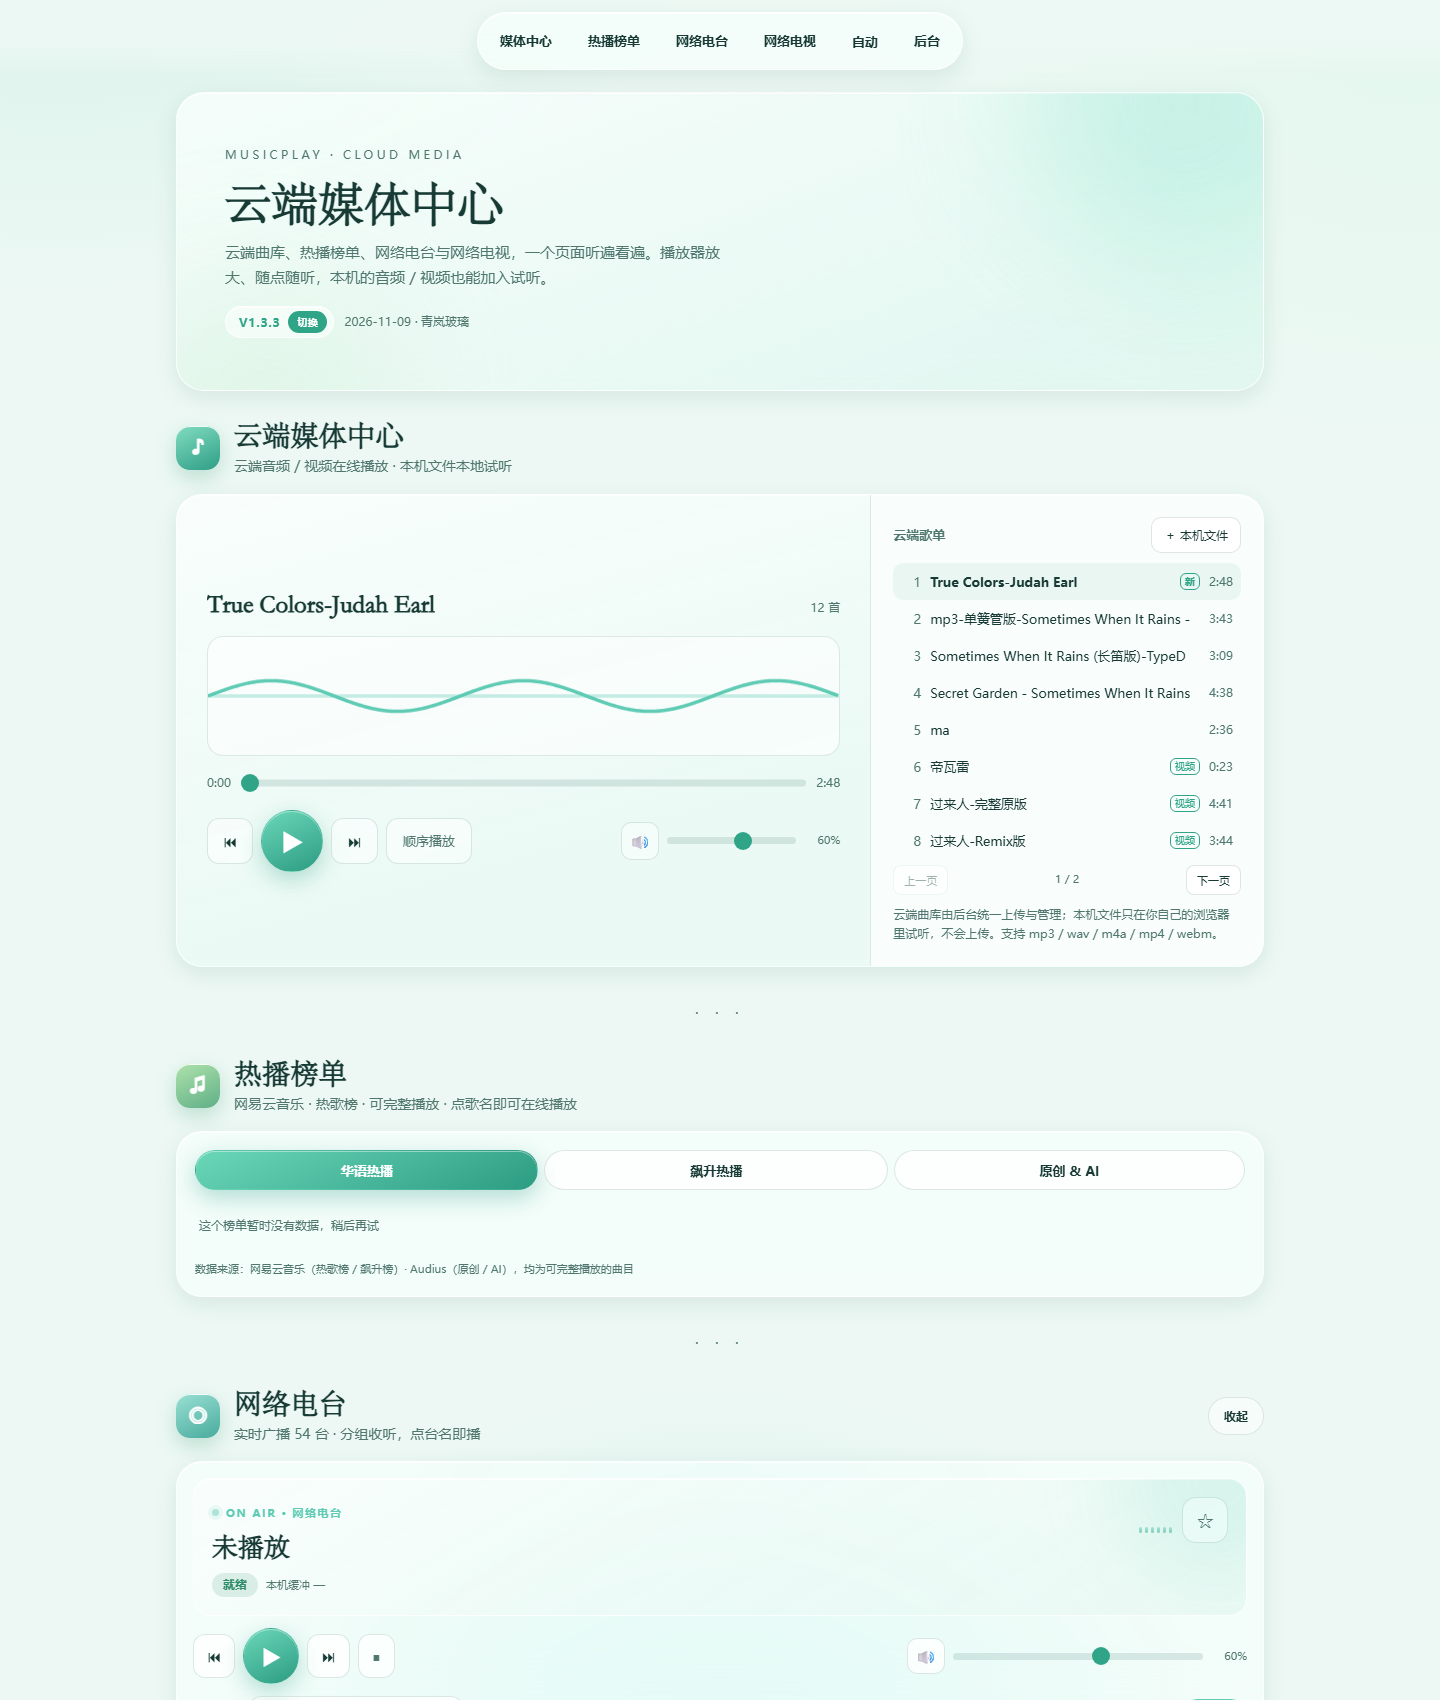 媒体中心 热播榜单 网络电台 网络电视 自动 后台
MUSICPLAY · CLOUD MEDIA
云端媒体中心
云端曲库、热播榜单、网络电台与网络电视，一个页面听遍看遍。播放器放
大、随点随听，本机的音频 / 视频也能加入试听。
V1.3.3 切换 2026-11-09 · 青岚玻璃
云端媒体中心
云端音频 / 视频在线播放 · 本机文件本地试听
True Colors-Judah Earl 12 首
0:00 2:48
顺序播放 60%
云端歌单 + 本机文件
1 True Colors-Judah Earl 新 2:48
2 mp3-单簧管版-Sometimes When It Rains - 3:43
3 Sometimes When It Rains (长笛版)-TypeD 3:09
4 Secret Garden - Sometimes When It Rains 4:38
5 ma 2:36
6 帝瓦雷 视频 0:23
7 过来人-完整原版 视频 4:41
8 过来人-Remix版 视频 3:44
上一页 1 / 2 下一页
云端曲库由后台统一上传与管理；本机文件只在你自己的浏览器
里试听，不会上传。支持 mp3 / wav / m4a / mp4 / webm。
· · ·
热播榜单
网易云音乐 · 热歌榜 · 可完整播放 · 点歌名即可在线播放
华语热播 飙升热播 原创 & AI
这个榜单暂时没有数据，稍后再试
数据来源：网易云音乐（热歌榜 / 飙升榜）· Audius（原创 / AI），均为可完整播放的曲目
· · ·
网络电台
实时广播 54 台 · 分组收听，点台名即播
收起
ON AIR • 网络电台
未播放
就绪 本机缓冲 —
60%